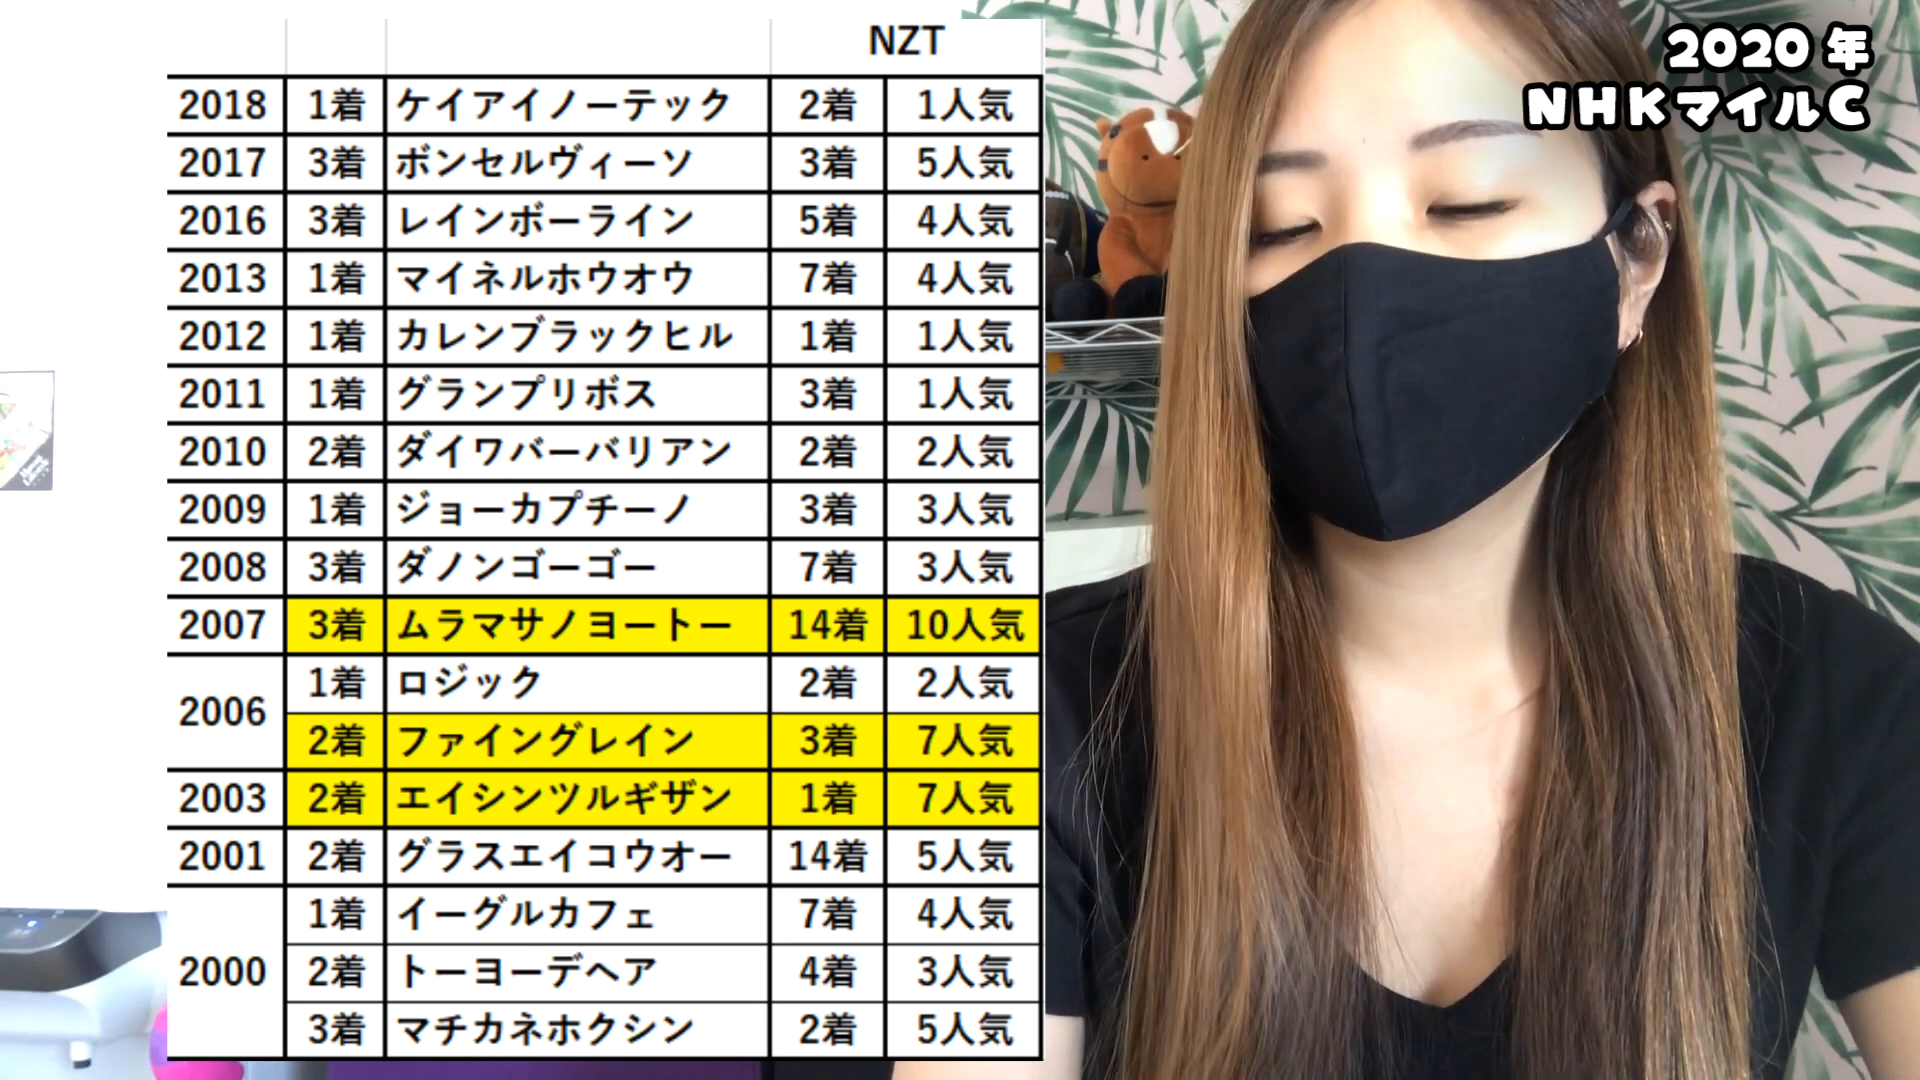 NZT
2018 1着 ケイアイノーテック 2着 1人気
2017 3着 ボンセルヴィーソ 3着 5人気
2016 3着 レインボーライン 5着 4人気
2013 1着 マイネルホウオウ 7着 4人気
2012 1着 カレンブラックヒル 1着 1人気
2011 1着 グランプリボス 3着 1人気
2010 2着 ダイワバーバリアン 2着 2人気
2009 1着 ジョーカプチーノ 3着 3人気
2008 3着 ダノンゴーゴー 7着 3人気
2007 3着 ムラマサノヨートー 14着 10人気
2006 1着 ロジック 2着 2人気
2着 ファイングレイン 3着 7人気
2003 2着 エイシンツルギザン 1着 7人気
2001 2着 グラスエイコウオー 14着 5人気
2000 1着 イーグルカフェ 7着 4人気
2着 トーヨーデヘア 4着 3人気
3着 マチカネホクシン 2着 5人気
2020年
NHKマイルC